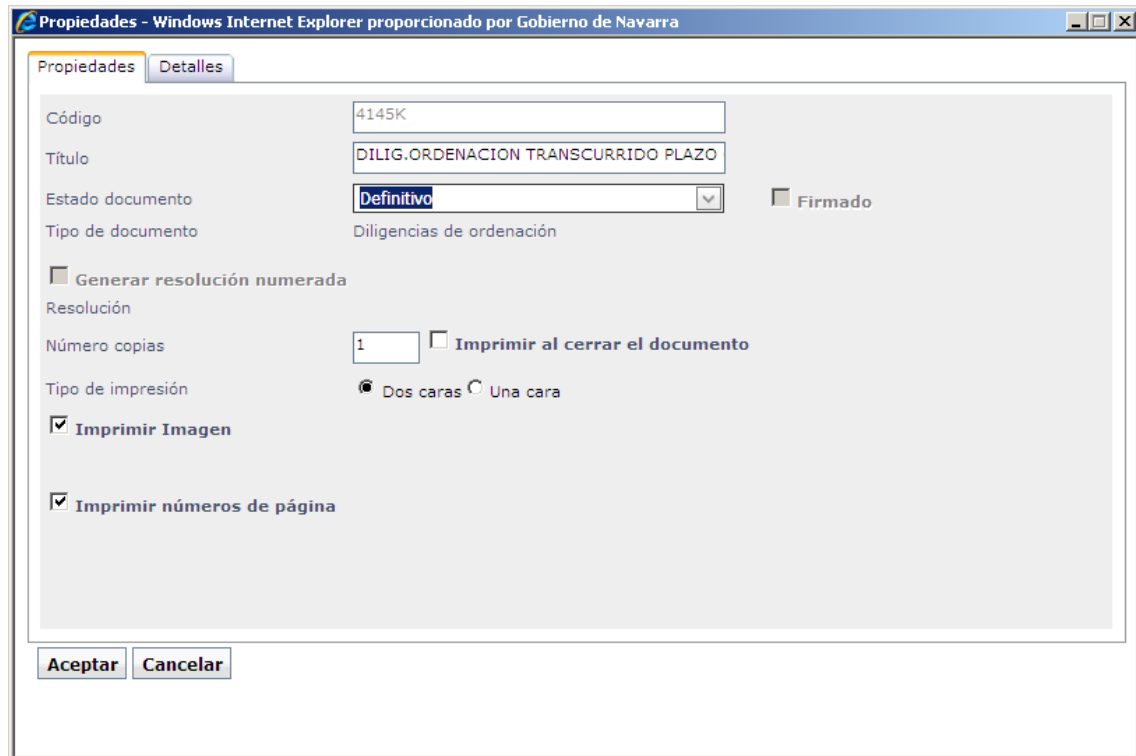 Propiedades - Windows Internet Explorer proporcionado por Gobierno de Navarra
Propiedades Detalles
Código 4145K
Título DILIG.ORDENACION TRANSCURRIDO PLAZO
Estado documento Definitivo Firmado
Tipo de documento Diligencias de ordenación
Generar resolución numerada
Resolución
Número copias 1 Imprimir al cerrar el documento
Tipo de impresión Dos caras Una cara
Imprimir Imagen
Imprimir números de página
Aceptar Cancelar